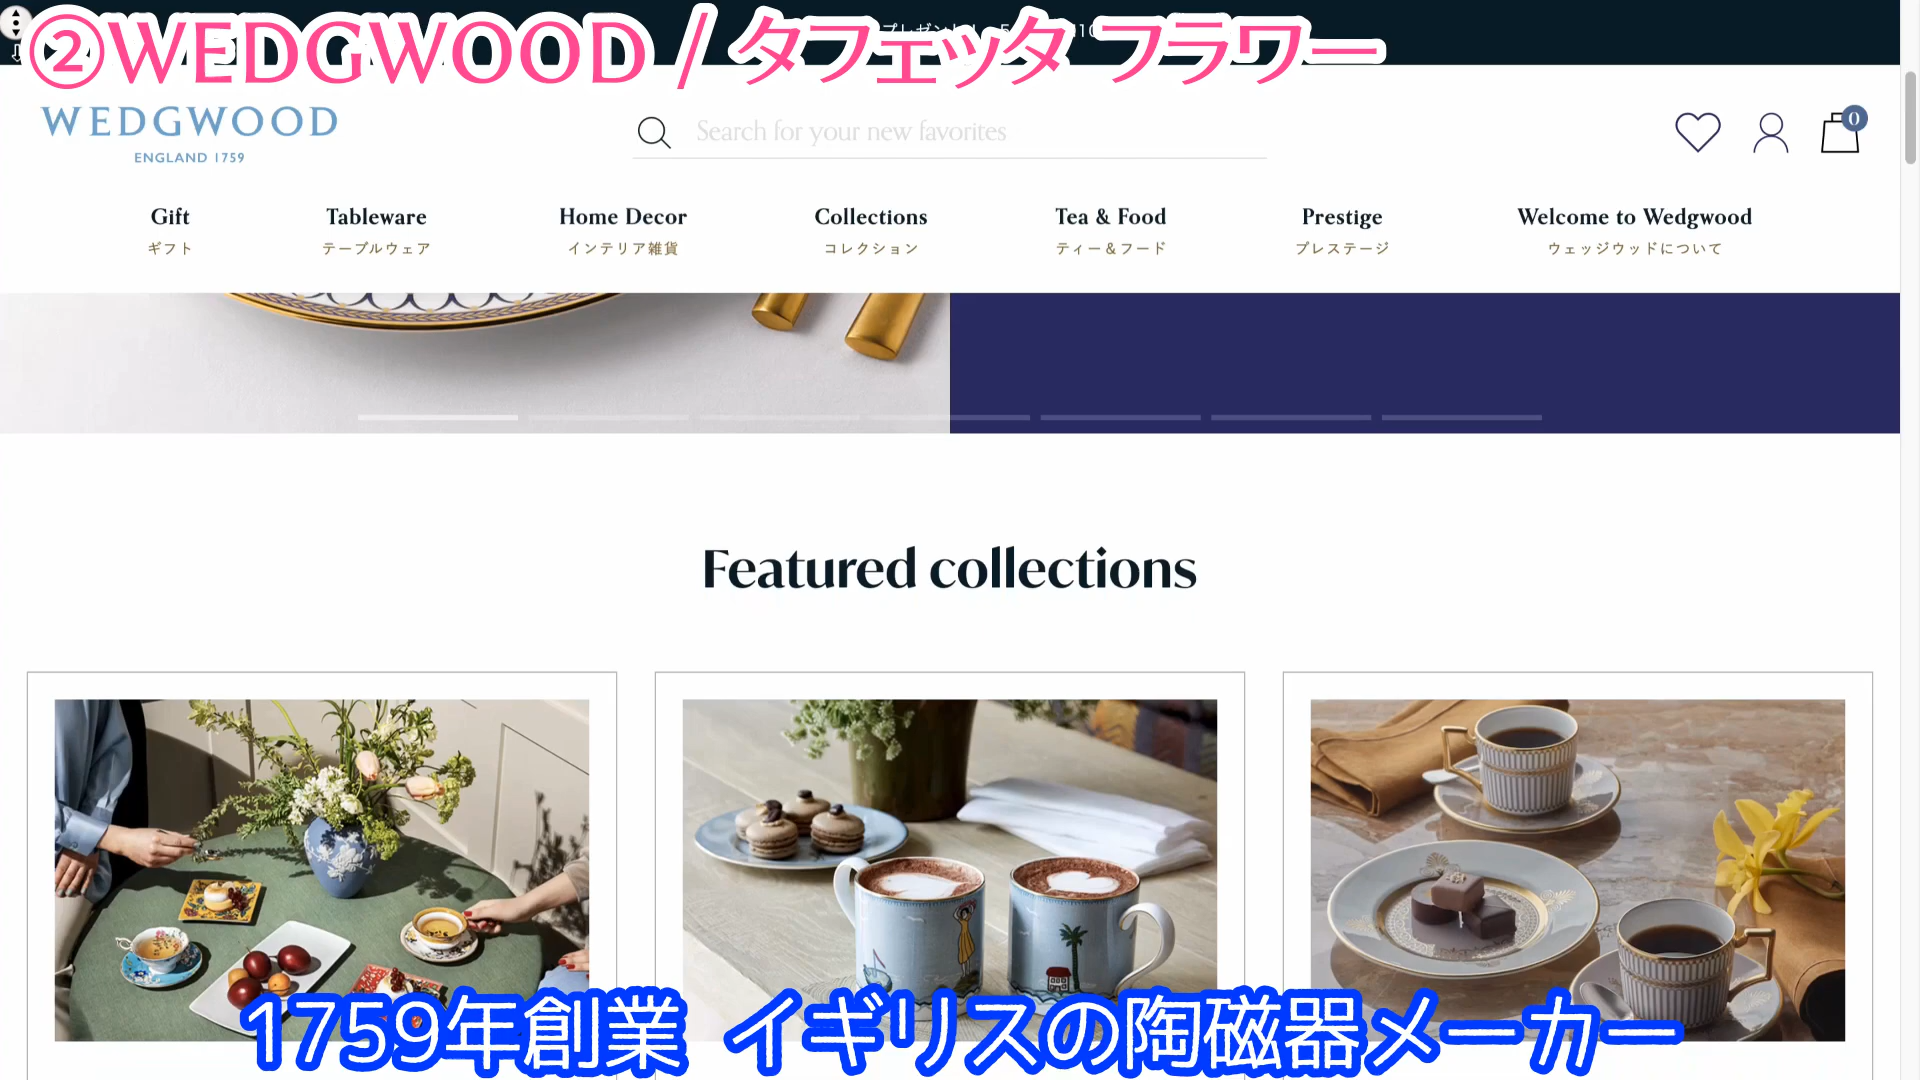 ②WEDGWOOD / タフェッタ フラワー
WEDGWOOD
ENGLAND 1759
Search for your new favorites
0
Gift
ギフト
Tableware
テーブルウェア
Home Decor
インテリア雑貨
Collections
コレクション
Tea & Food
ティー＆フード
Prestige
プレステージ
Welcome to Wedgwood
ウェッジウッドについて
Featured collections
1759年創業 イギリスの陶磁器メーカー